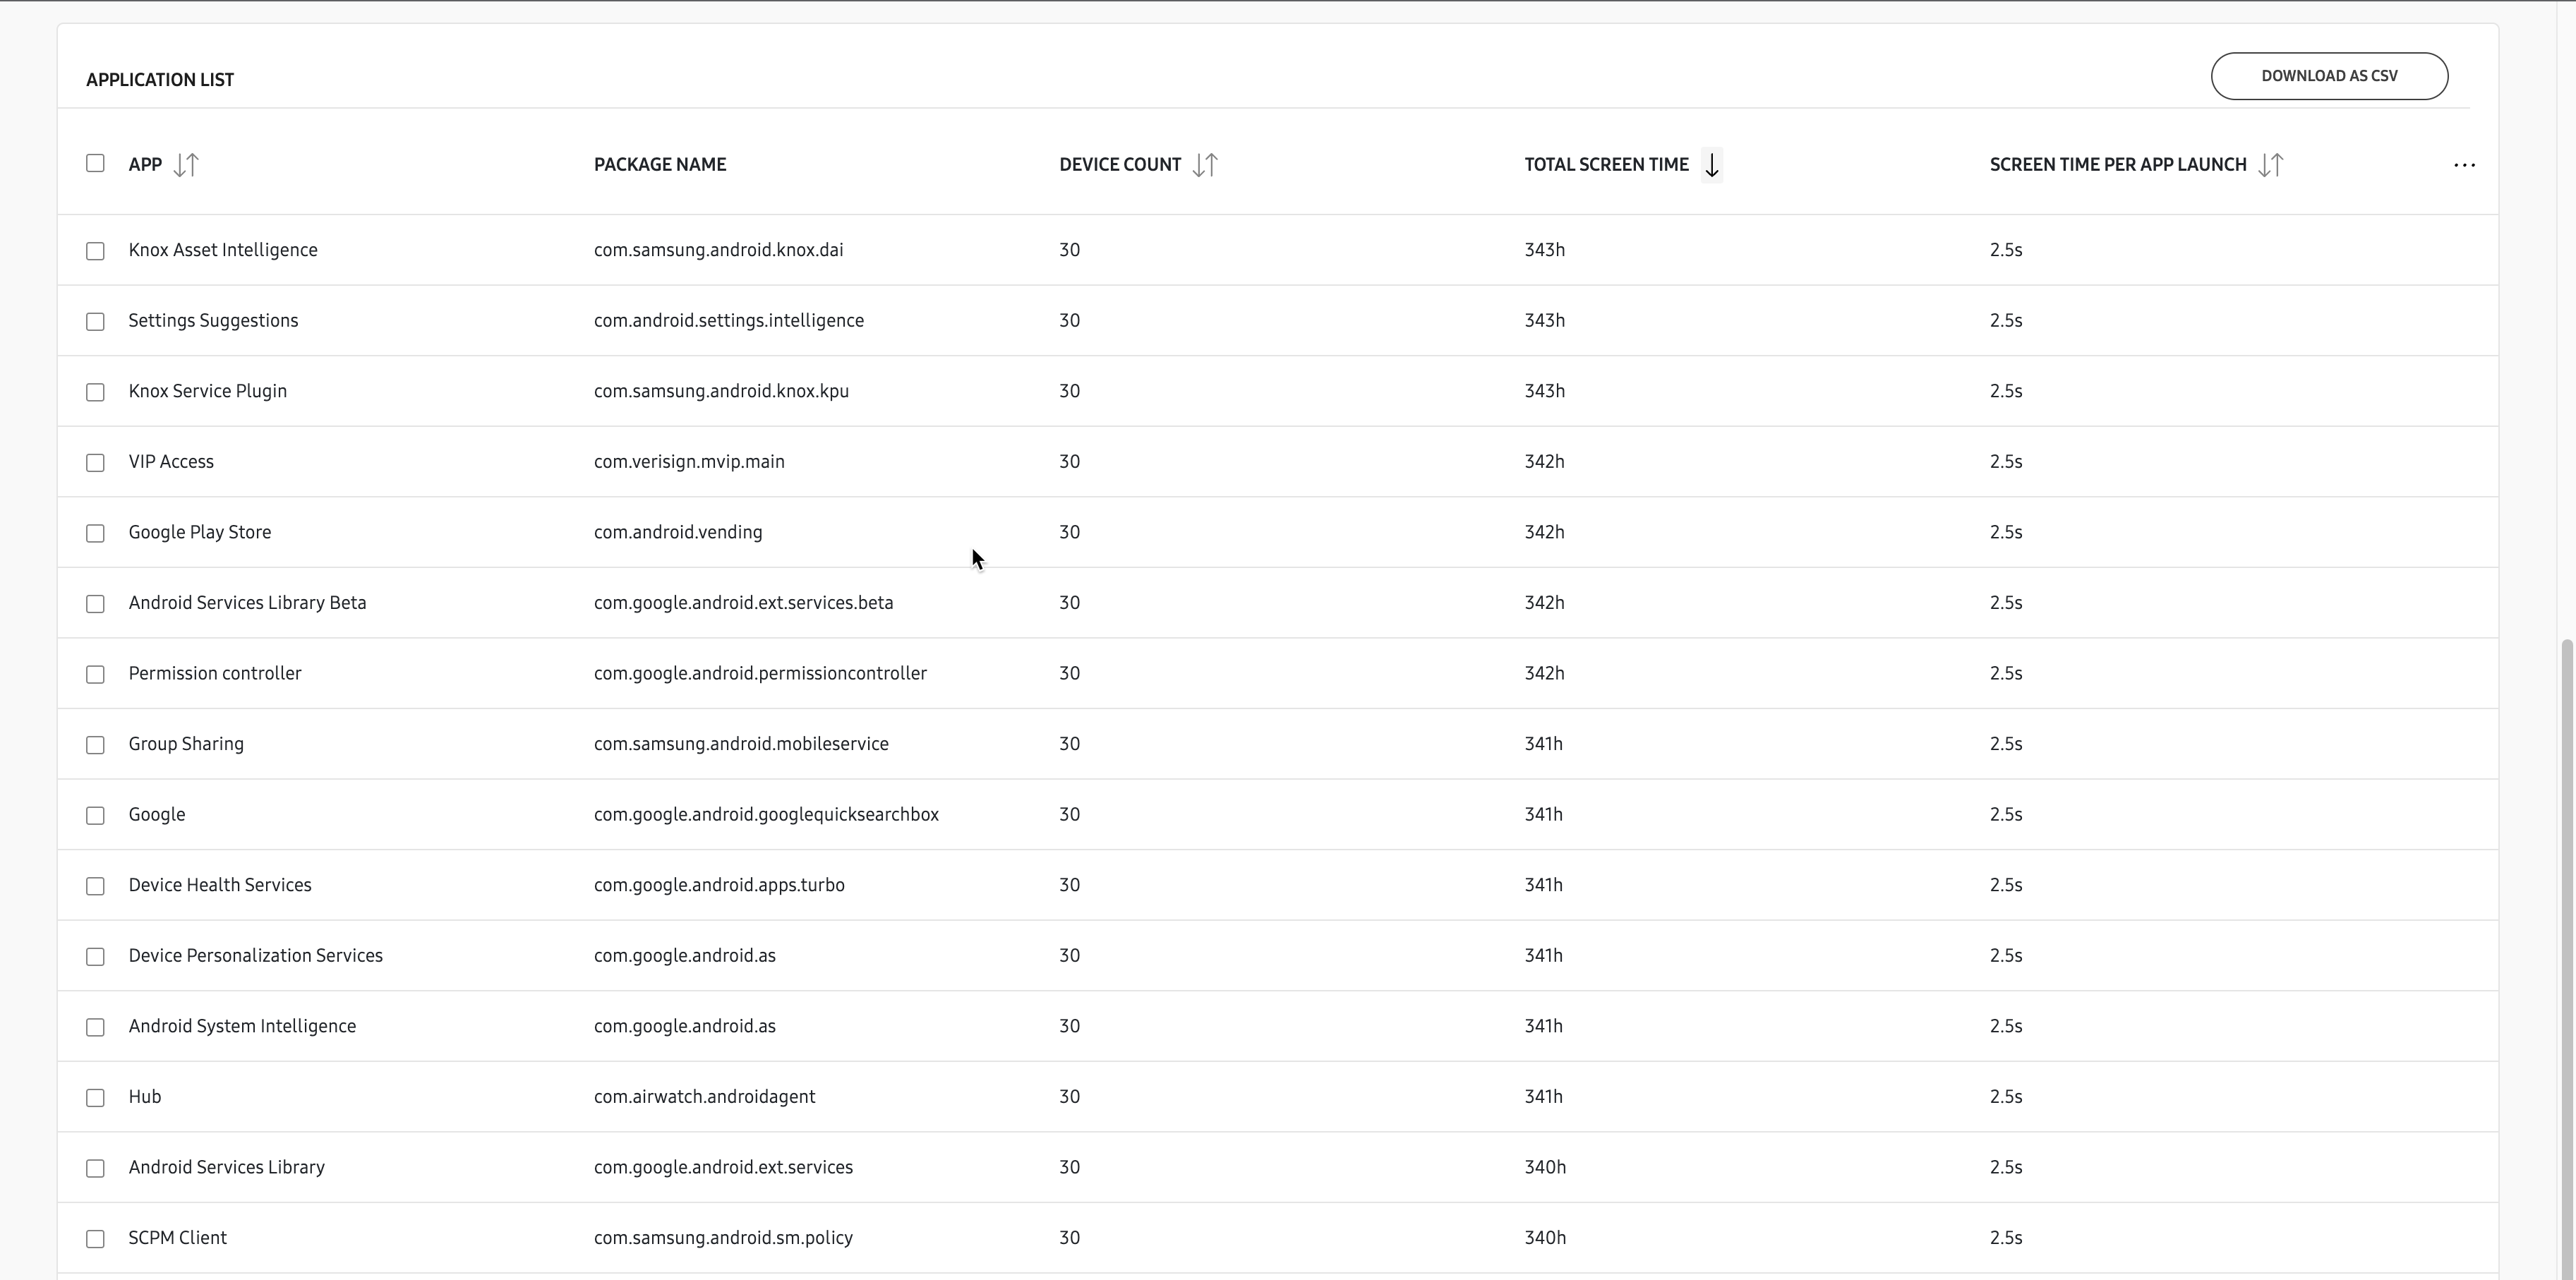 APPLICATION LIST
DOWNLOAD AS CSV
APP PACKAGE NAME DEVICE COUNT TOTAL SCREEN TIME SCREEN TIME PER APP LAUNCH ...
Knox Asset Intelligence com.samsung.android.knox.dai 30 343h 2.5s
Settings Suggestions com.android.settings.intelligence 30 343h 2.5s
Knox Service Plugin com.samsung.android.knox.kpu 30 343h 2.5s
VIP Access com.verisign.mvip.main 30 342h 2.5s
Google Play Store com.android.vending 30 342h 2.5s
Android Services Library Beta com.google.android.ext.services.beta 30 342h 2.5s
Permission controller com.google.android.permissioncontroller 30 342h 2.5s
Group Sharing com.samsung.android.mobileservice 30 341h 2.5s
Google com.google.android.googlequicksearchbox 30 341h 2.5s
Device Health Services com.google.android.apps.turbo 30 341h 2.5s
Device Personalization Services com.google.android.as 30 341h 2.5s
Android System Intelligence com.google.android.as 30 341h 2.5s
Hub com.airwatch.androidagent 30 341h 2.5s
Android Services Library com.google.android.ext.services 30 340h 2.5s
SCPM Client com.samsung.android.sm.policy 30 340h 2.5s